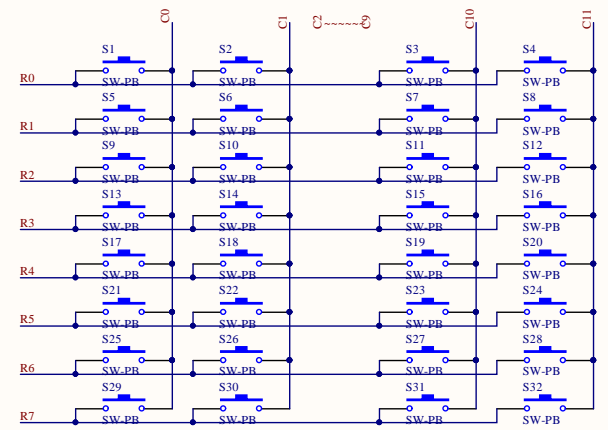 C0 C1 C2 ~~~~~~ C9 C10 C11
S1 S2 S3 S4
R0 SW-PB SW-PB SW-PB SW-PB
S5 S6 S7 S8
R1 SW-PB SW-PB SW-PB SW-PB
S9 S10 S11 S12
R2 SW-PB SW-PB SW-PB SW-PB
S13 S14 S15 S16
R3 SW-PB SW-PB SW-PB SW-PB
S17 S18 S19 S20
R4 SW-PB SW-PB SW-PB SW-PB
S21 S22 S23 S24
R5 SW-PB SW-PB SW-PB SW-PB
S25 S26 S27 S28
R6 SW-PB SW-PB SW-PB SW-PB
S29 S30 S31 S32
R7 SW-PB SW-PB SW-PB SW-PB